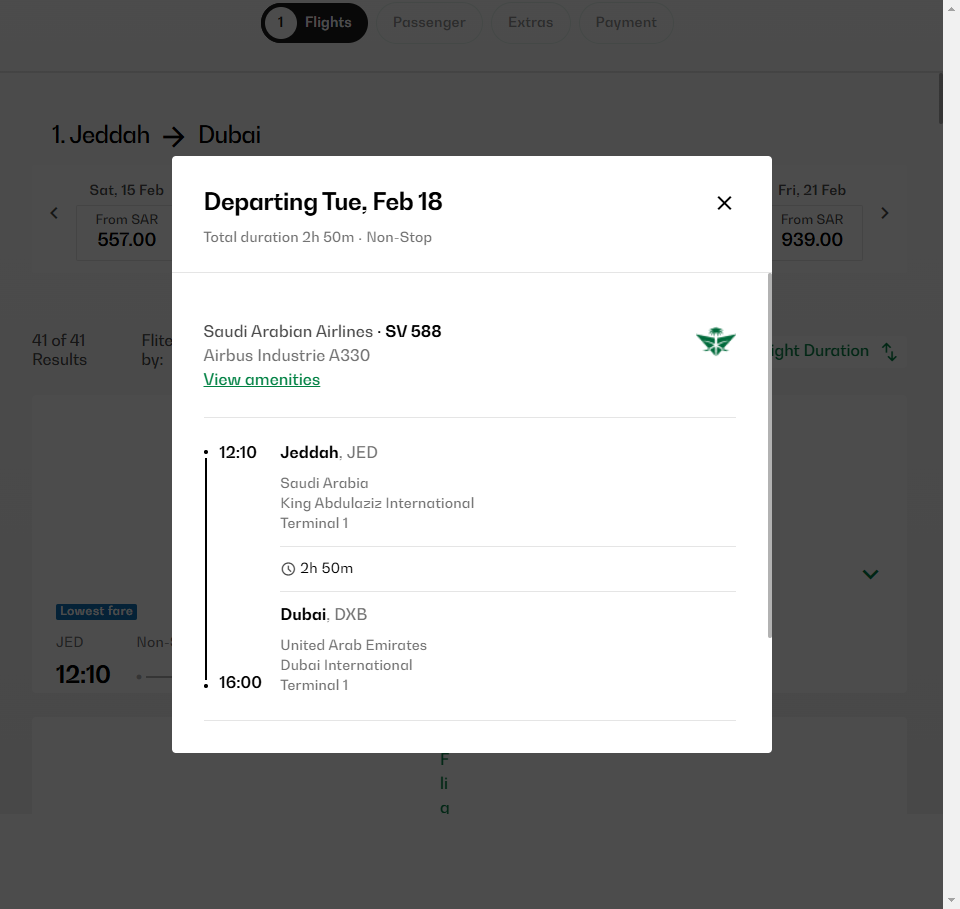 1 Flights Passenger Extras Payment
1. Jeddah → Dubai
Sat, 15 Feb
From SAR
557.00
Fri, 21 Feb
From SAR
939.00
41 of 41
Results
by:
ight Duration
Lowest fare
JED
12:10
Departing Tue, Feb 18
Total duration 2h 50m · Non-Stop
Saudi Arabian Airlines · SV 588
Airbus Industrie A330
View amenities
12:10 Jeddah, JED
Saudi Arabia
King Abdulaziz International
Terminal 1
2h 50m
Dubai, DXB
United Arab Emirates
Dubai International
16:00 Terminal 1
F
li
g